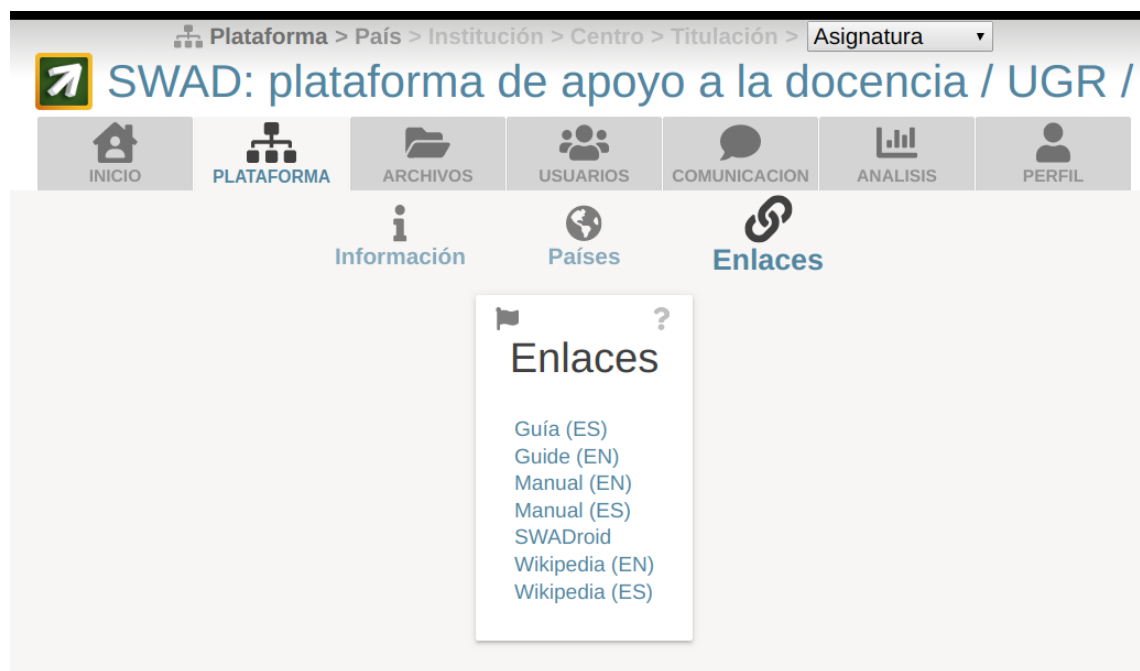 Plataforma > País > Institución > Centro > Titulación > Asignatura
SWAD: plataforma de apoyo a la docencia / UGR /
INICIO PLATAFORMA ARCHIVOS USUARIOS COMUNICACION ANALISIS PERFIL
Información Países Enlaces
?
Enlaces
Guía (ES)
Guide (EN)
Manual (EN)
Manual (ES)
SWADroid
Wikipedia (EN)
Wikipedia (ES)